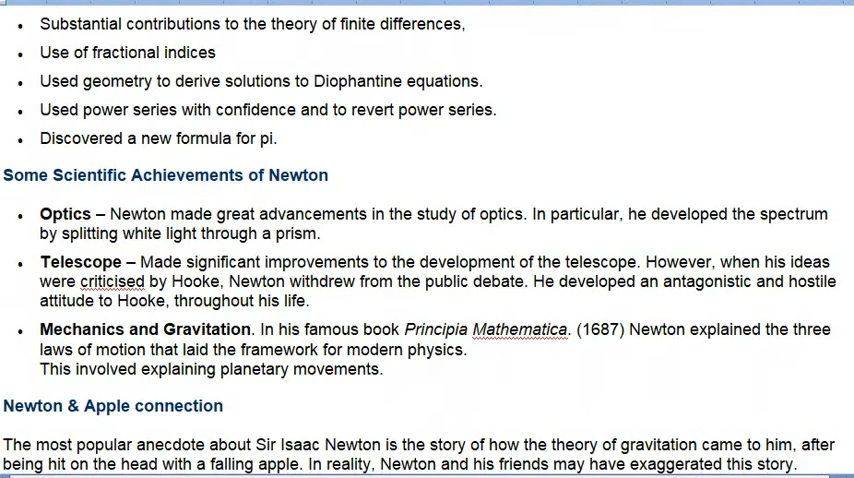 • Substantial contributions to the theory of finite differences,
• Use of fractional indices
• Used geometry to derive solutions to Diophantine equations.
• Used power series with confidence and to revert power series.
• Discovered a new formula for pi.
Some Scientific Achievements of Newton
• Optics – Newton made great advancements in the study of optics. In particular, he developed the spectrum
by splitting white light through a prism.
• Telescope – Made significant improvements to the development of the telescope. However, when his ideas
were criticised by Hooke, Newton withdrew from the public debate. He developed an antagonistic and hostile
attitude to Hooke, throughout his life.
• Mechanics and Gravitation. In his famous book Principia Mathematica. (1687) Newton explained the three
laws of motion that laid the framework for modern physics.
This involved explaining planetary movements.
Newton & Apple connection
The most popular anecdote about Sir Isaac Newton is the story of how the theory of gravitation came to him, after
being hit on the head with a falling apple. In reality, Newton and his friends may have exaggerated this story.